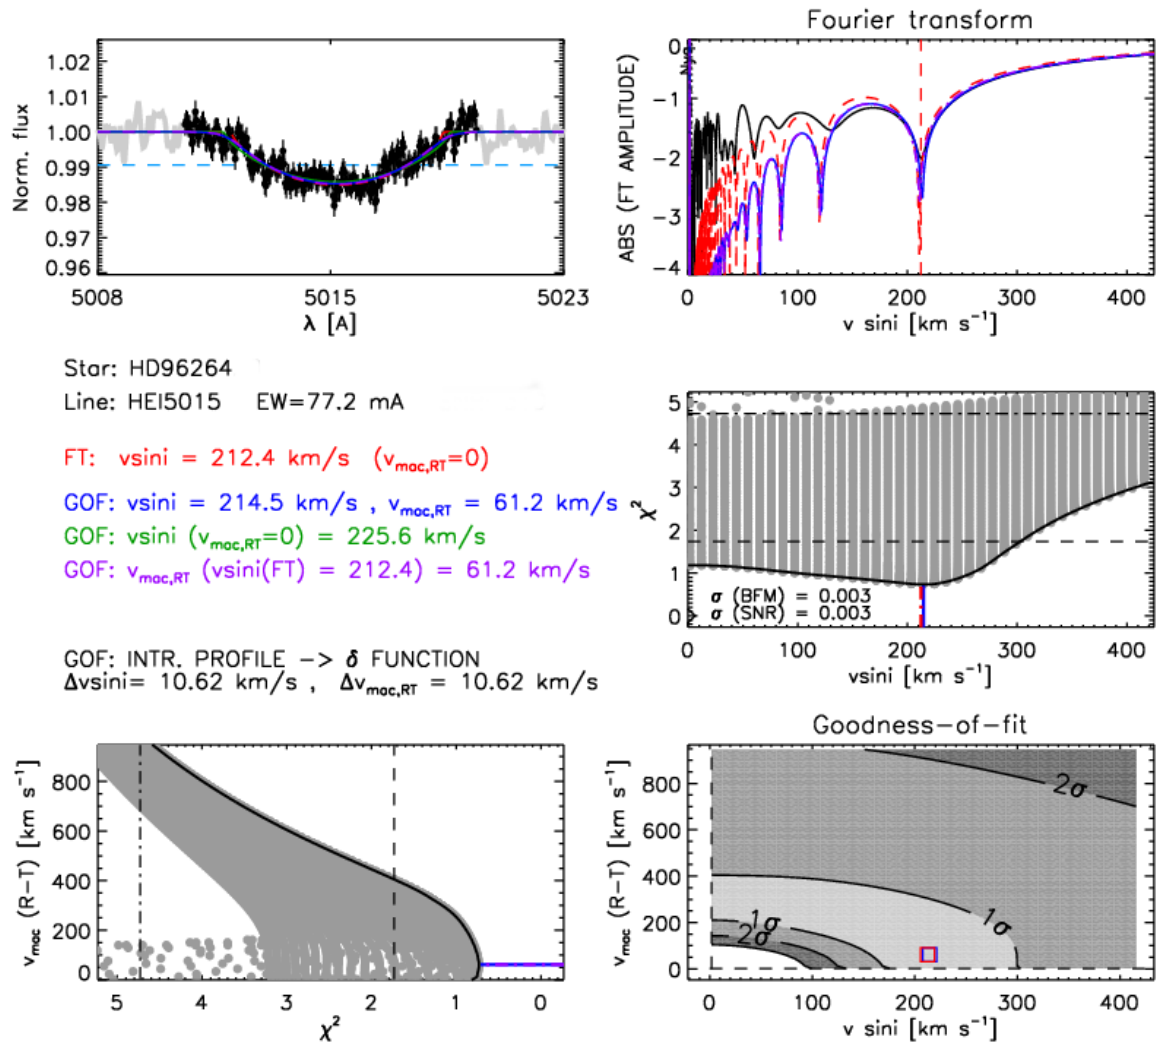 Fourier transform
1.02
1.01
1.00
0.99
0.98
0.97
0.96
Norm. flux
5008 5015 5023
λ [A]
0
−1
−2
−3
−4
ABS (FT AMPLITUDE)
0 100 200 300 400
v sini [km s⁻¹]
Star: HD96264
Line: HEI5015 EW=77.2 mA
FT: vsini = 212.4 km/s (v_mac,RT=0)
GOF: vsini = 214.5 km/s , v_mac,RT = 61.2 km/s
GOF: vsini (v_mac,RT=0) = 225.6 km/s
GOF: v_mac,RT (vsini(FT) = 212.4) = 61.2 km/s
GOF: INTR. PROFILE −> δ FUNCTION
Δvsini= 10.62 km/s , Δv_mac,RT = 10.62 km/s
5
4
3
2
1
0
χ²
σ (BFM) = 0.003
σ (SNR) = 0.003
0 100 200 300 400
vsini [km s⁻¹]
800
600
400
200
0
v_mac (R−T) [km s⁻¹]
5 4 3 2 1 0
χ²
Goodness−of−fit
800
600
400
200
0
v_mac (R−T) [km s⁻¹]
2σ
1σ
1σ
2σ
0 100 200 300 400
v sini [km s⁻¹]